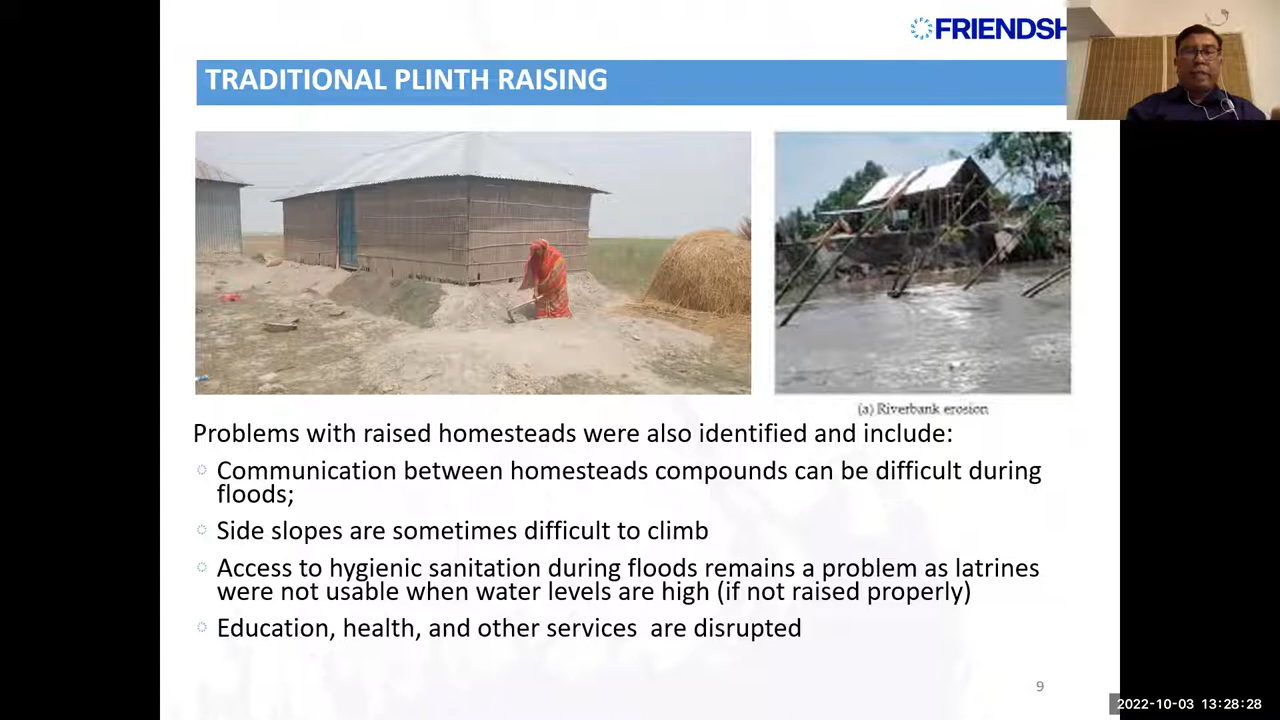 FRIENDSH
TRADITIONAL PLINTH RAISING
(a) Riverbank erosion
Problems with raised homesteads were also identified and include:
Communication between homesteads compounds can be difficult during
floods;
Side slopes are sometimes difficult to climb
Access to hygienic sanitation during floods remains a problem as latrines
were not usable when water levels are high (if not raised properly)
Education, health, and other services are disrupted
9
2022-10-03 13:28:28